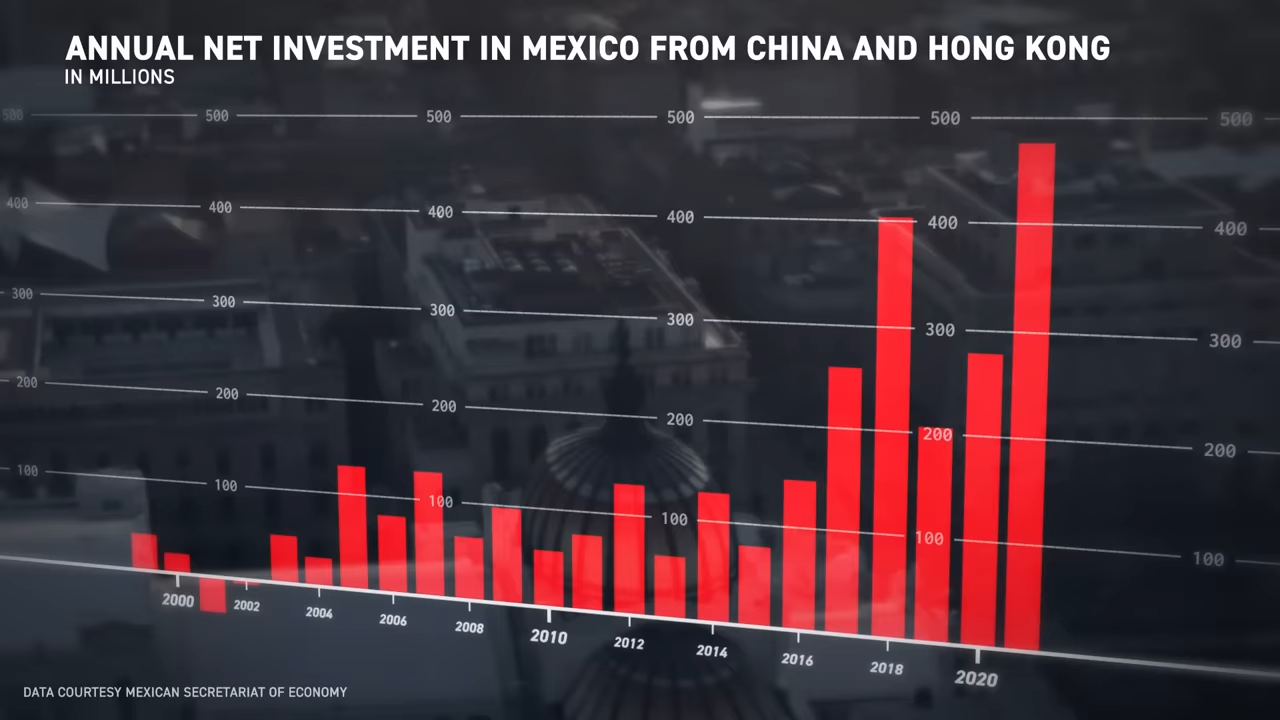 ANNUAL NET INVESTMENT IN MEXICO FROM CHINA AND HONG KONG
IN MILLIONS
500 500 500 500 500 500
400 400 400 400 400 400
300 300 300 300 300 300
200 200 200 200 200 200
100 100 100 100 100 100
2000 2002 2004 2006 2008 2010 2012 2014 2016 2018 2020
DATA COURTESY MEXICAN SECRETARIAT OF ECONOMY